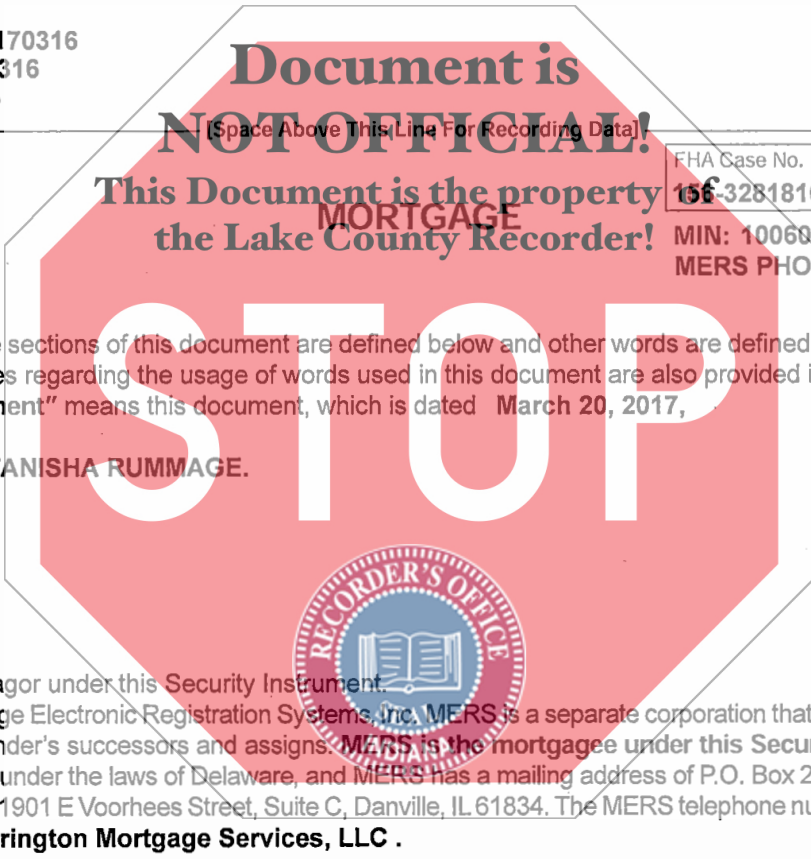 170316
316
Document is
NOT OFFICIAL!
[Space Above This Line For Recording Data]
This Document is the property of
the Lake County Recorder!
FHA Case No.
156-328181
MORTGAGE
MIN: 10060
MERS PHO
STOP
sections of this document are defined below and other words are defined
es regarding the usage of words used in this document are also provided i
ent” means this document, which is dated March 20, 2017,
ANISHA RUMMAGE.
RECORDER'S OFFICE
SEAL
INDIANA
agor under this Security Instrument.
ge Electronic Registration Systems, Inc. MERS is a separate corporation that
nder's successors and assigns. MERS is the mortgagee under this Secu
under the laws of Delaware, and MERS has a mailing address of P.O. Box 2
1901 E Voorhees Street, Suite C, Danville, IL 61834. The MERS telephone nu
rington Mortgage Services, LLC .